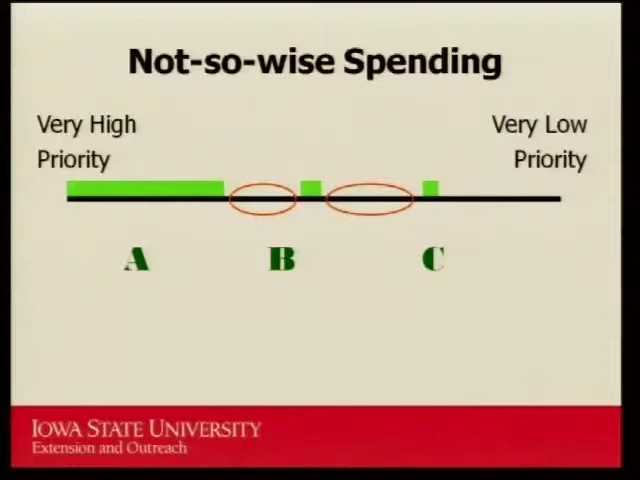 Not-so-wise Spending
Very High
Priority
Very Low
Priority
A B C
IOWA STATE UNIVERSITY
Extension and Outreach